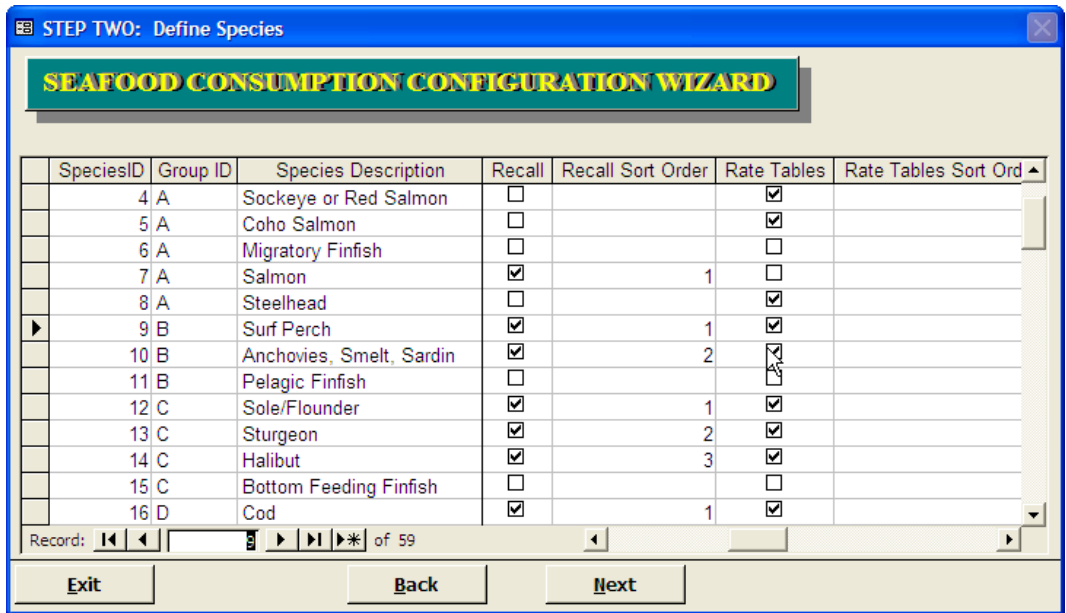 STEP TWO: Define Species
SEAFOOD CONSUMPTION CONFIGURATION WIZARD
SpeciesID Group ID Species Description Recall Recall Sort Order Rate Tables Rate Tables Sort Ord
4 A Sockeye or Red Salmon
5 A Coho Salmon
6 A Migratory Finfish
7 A Salmon 1
8 A Steelhead
9 B Surf Perch 1
10 B Anchovies, Smelt, Sardin 2
11 B Pelagic Finfish
12 C Sole/Flounder 1
13 C Sturgeon 2
14 C Halibut 3
15 C Bottom Feeding Finfish
16 D Cod 1
Record: 9 of 59
Exit Back Next